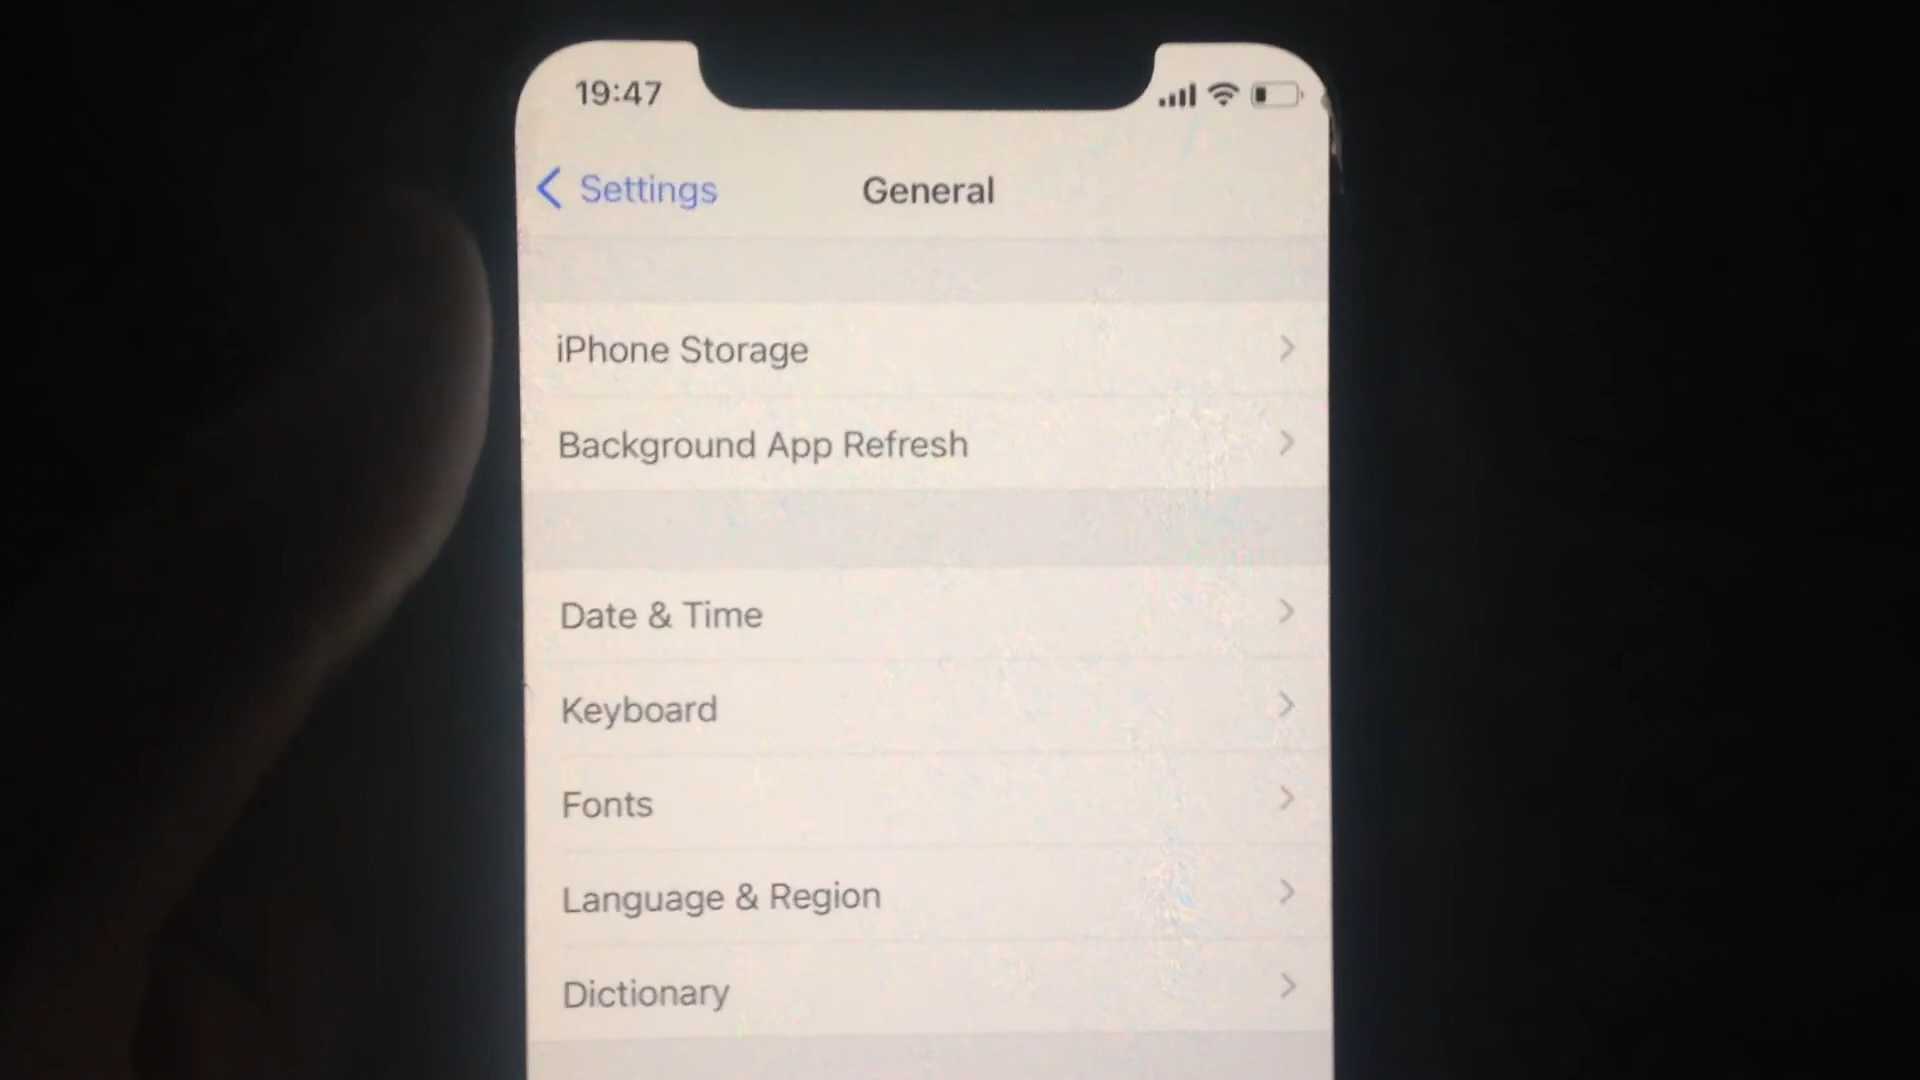 19:47
Settings
General
iPhone Storage
Background App Refresh
Date & Time
Keyboard
Fonts
Language & Region
Dictionary